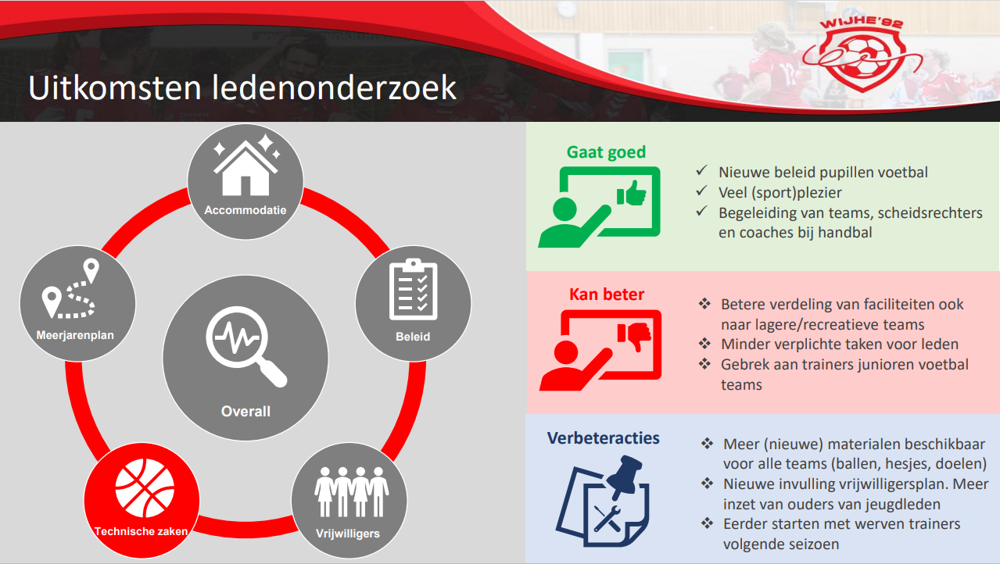 WIJHE'92
Uitkomsten ledenonderzoek
Accommodatie
Meerjarenplan
Beleid
Overall
Technische zaken
Vrijwilligers
Gaat goed
✓ Nieuwe beleid pupillen voetbal
✓ Veel (sport)plezier
✓ Begeleiding van teams, scheidsrechters
en coaches bij handbal
Kan beter
❖ Betere verdeling van faciliteiten ook
naar lagere/recreatieve teams
❖ Minder verplichte taken voor leden
❖ Gebrek aan trainers junioren voetbal
teams
Verbeteracties
❖ Meer (nieuwe) materialen beschikbaar
voor alle teams (ballen, hesjes, doelen)
❖ Nieuwe invulling vrijwilligersplan. Meer
inzet van ouders van jeugdleden
❖ Eerder starten met werven trainers
volgende seizoen